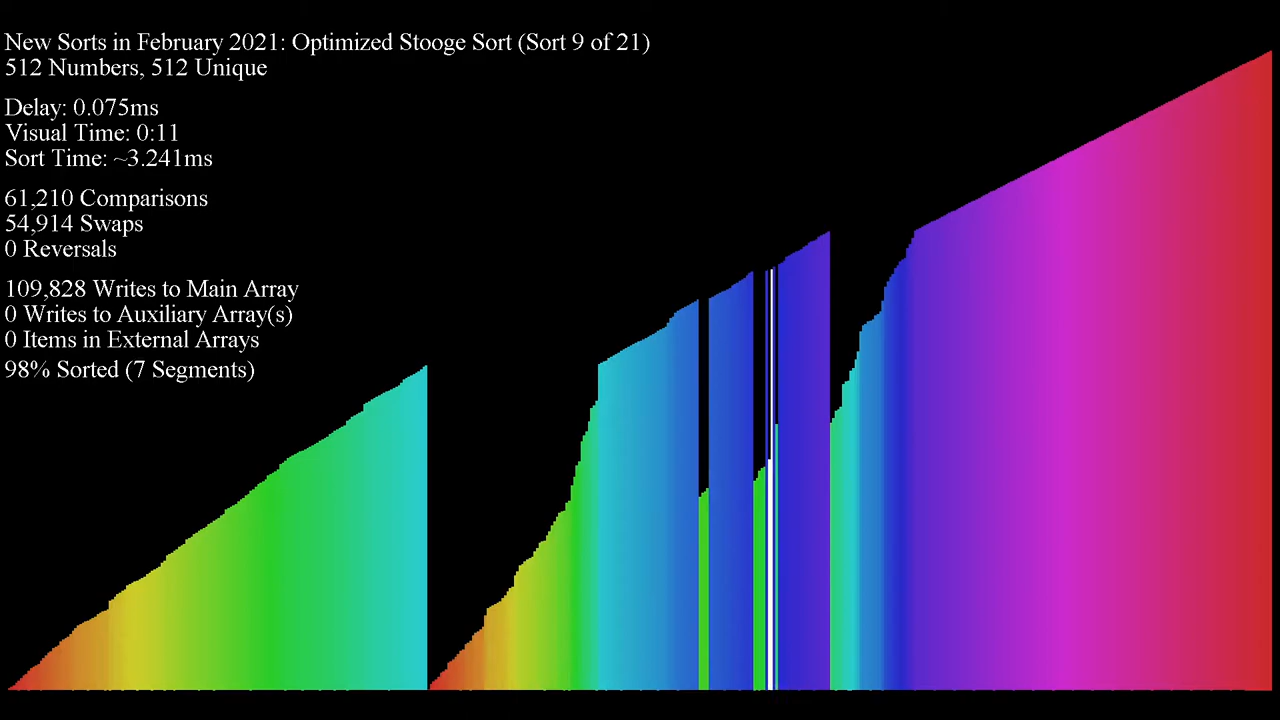 New Sorts in February 2021: Optimized Stooge Sort (Sort 9 of 21)
512 Numbers, 512 Unique
Delay: 0.075ms
Visual Time: 0:11
Sort Time: ~3.241ms
61,210 Comparisons
54,914 Swaps
0 Reversals
109,828 Writes to Main Array
0 Writes to Auxiliary Array(s)
0 Items in External Arrays
98% Sorted (7 Segments)